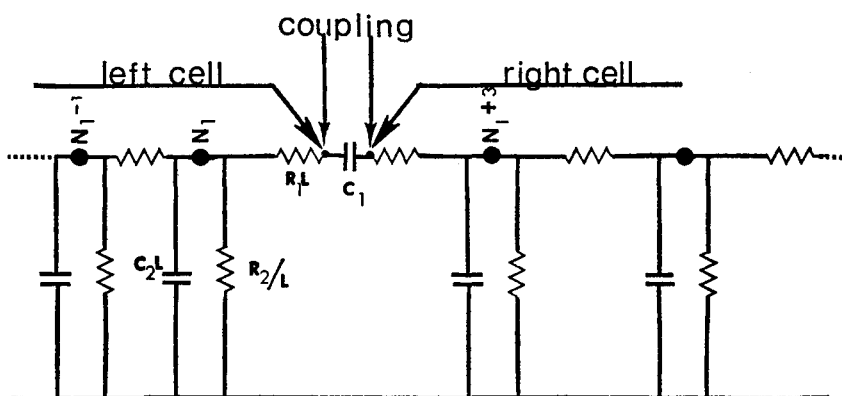 coupling
left cell
right cell
N1-1
N1
N1+3
R1L
C1
C2L
R2/L